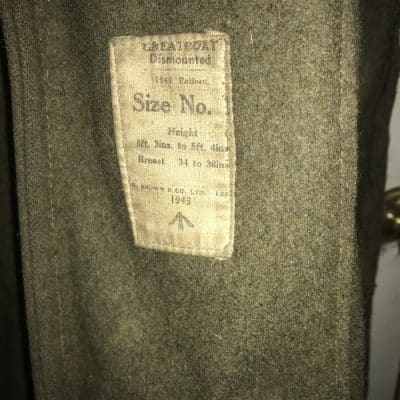 GREATCOAT
Dismounted
1940 Pattern
Size No.
Height
5ft. 3ins. to 5ft. 4ins
Breast 34 to 36ins
BROWN & CO. LTD.
1943